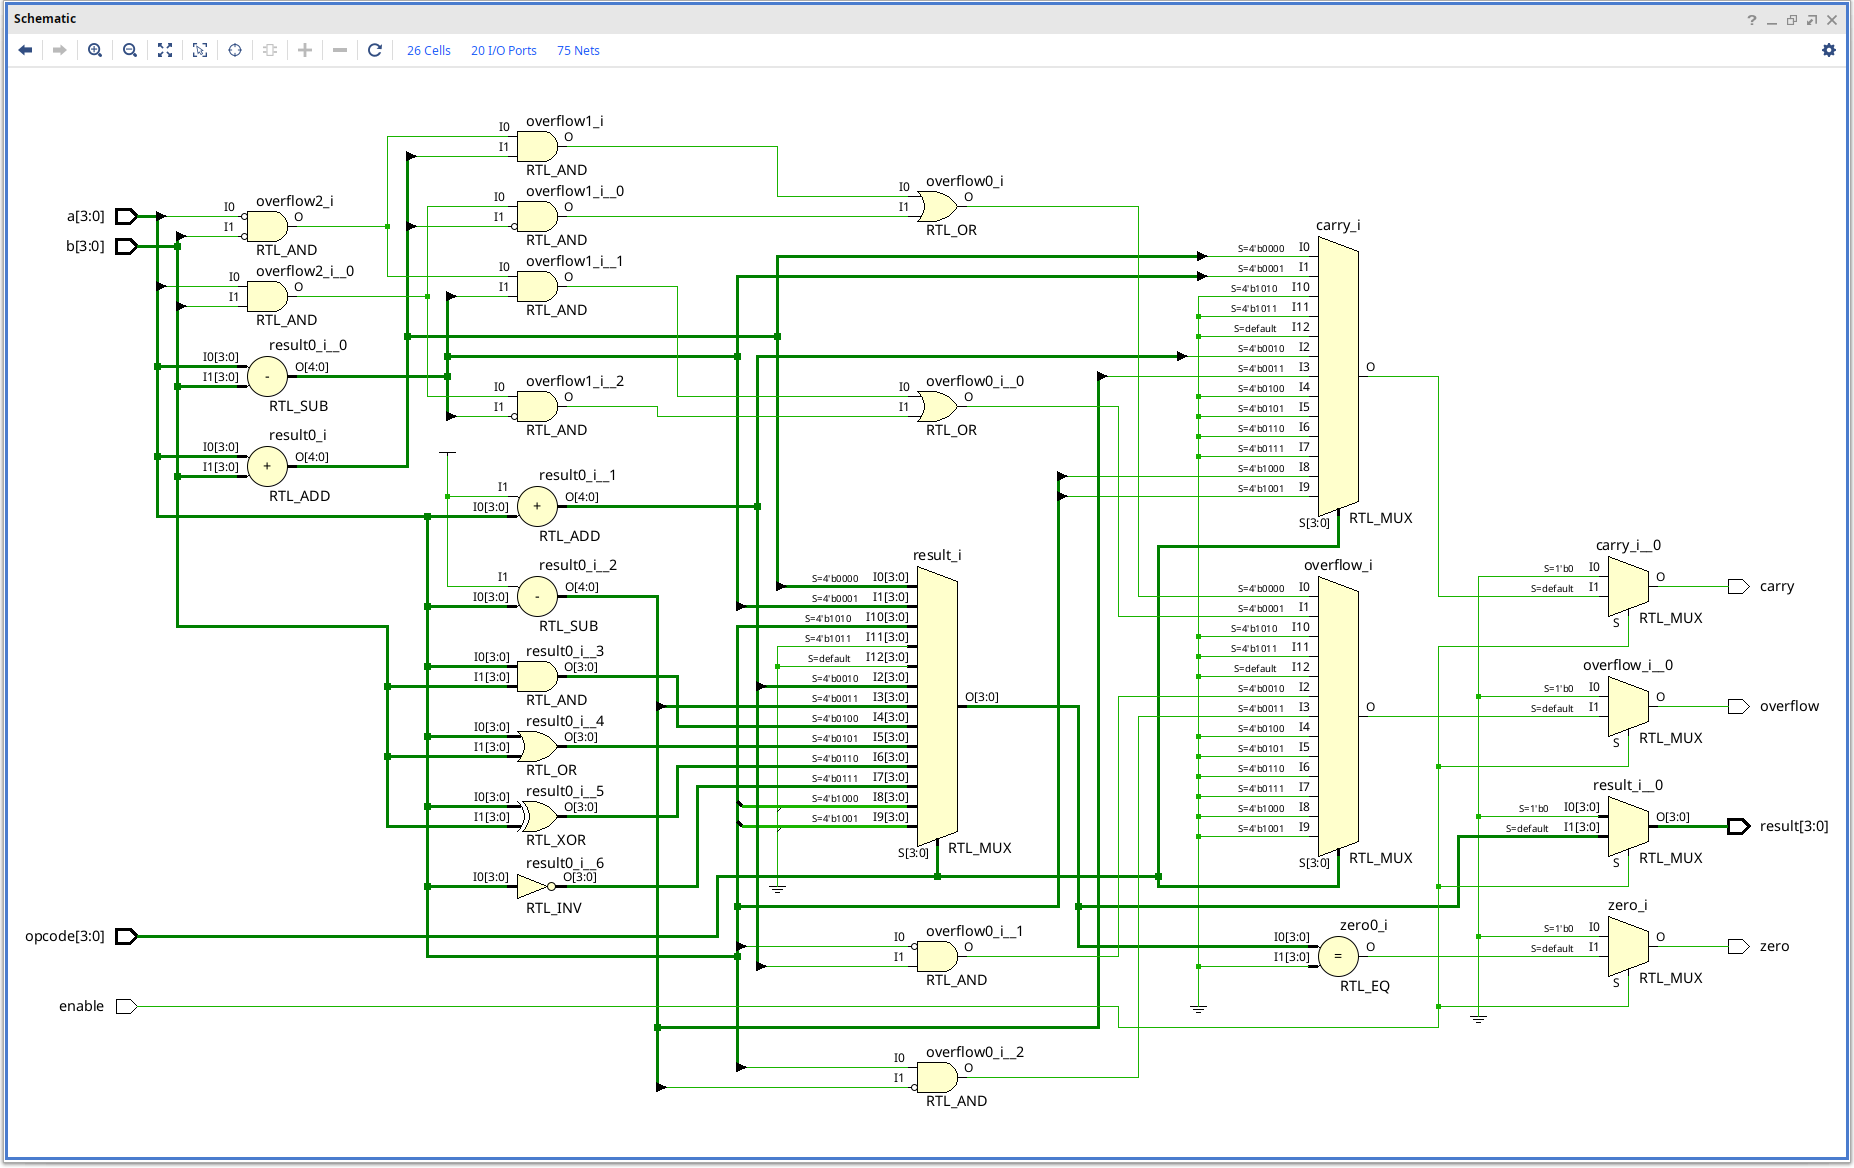 Schematic
26 Cells 20 I/O Ports 75 Nets
a[3:0]
b[3:0]
opcode[3:0]
enable
overflow2_i
I0
I1
O
RTL_AND
overflow2_i__0
I0
I1
O
RTL_AND
result0_i__0
I0[3:0]
I1[3:0]
-
O[4:0]
RTL_SUB
result0_i
I0[3:0]
I1[3:0]
+
O[4:0]
RTL_ADD
overflow1_i
I0
I1
O
RTL_AND
overflow1_i__0
I0
I1
O
RTL_AND
overflow1_i__1
I0
I1
O
RTL_AND
overflow1_i__2
I0
I1
O
RTL_AND
result0_i__1
I1
I0[3:0]
+
O[4:0]
RTL_ADD
result0_i__2
I1
I0[3:0]
-
O[4:0]
RTL_SUB
result0_i__3
I0[3:0]
I1[3:0]
O[3:0]
RTL_AND
result0_i__4
I0[3:0]
I1[3:0]
O[3:0]
RTL_OR
result0_i__5
I0[3:0]
I1[3:0]
O[3:0]
RTL_XOR
result0_i__6
I0[3:0]
O[3:0]
RTL_INV
overflow0_i
I0
I1
O
RTL_OR
overflow0_i__0
I0
I1
O
RTL_OR
result_i
S=4'b0000 I0[3:0]
S=4'b0001 I1[3:0]
S=4'b1010 I10[3:0]
S=4'b1011 I11[3:0]
S=default I12[3:0]
S=4'b0010 I2[3:0]
S=4'b0011 I3[3:0]
S=4'b0100 I4[3:0]
S=4'b0101 I5[3:0]
S=4'b0110 I6[3:0]
S=4'b0111 I7[3:0]
S=4'b1000 I8[3:0]
S=4'b1001 I9[3:0]
O[3:0]
S[3:0]
RTL_MUX
overflow0_i__1
I0
I1
O
RTL_AND
overflow0_i__2
I0
I1
O
RTL_AND
carry_i
S=4'b0000 I0
S=4'b0001 I1
S=4'b1010 I10
S=4'b1011 I11
S=default I12
S=4'b0010 I2
S=4'b0011 I3
S=4'b0100 I4
S=4'b0101 I5
S=4'b0110 I6
S=4'b0111 I7
S=4'b1000 I8
S=4'b1001 I9
O
S[3:0]
RTL_MUX
overflow_i
S=4'b0000 I0
S=4'b0001 I1
S=4'b1010 I10
S=4'b1011 I11
S=default I12
S=4'b0010 I2
S=4'b0011 I3
S=4'b0100 I4
S=4'b0101 I5
S=4'b0110 I6
S=4'b0111 I7
S=4'b1000 I8
S=4'b1001 I9
O
S[3:0]
RTL_MUX
zero0_i
I0[3:0]
I1[3:0]
=
O
RTL_EQ
carry_i__0
S=1'b0 I0
S=default I1
O
S
RTL_MUX
carry
overflow_i__0
S=1'b0 I0
S=default I1
O
S
RTL_MUX
overflow
result_i__0
S=1'b0 I0[3:0]
S=default I1[3:0]
O[3:0]
S
RTL_MUX
result[3:0]
zero_i
S=1'b0 I0
S=default I1
O
S
RTL_MUX
zero